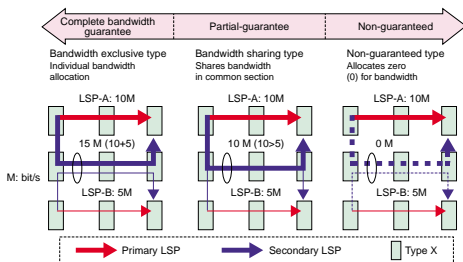 Complete bandwidth
guarantee
Partial-guarantee
Non-guaranteed
Bandwidth exclusive type
Individual bandwidth
allocation
Bandwidth sharing type
Shares bandwidth
in common section
Non-guaranteed type
Allocates zero
(0) for bandwidth
LSP-A: 10M
LSP-A: 10M
LSP-A: 10M
15 M (10+5)
10 M (10>5)
0 M
M: bit/s
LSP-B: 5M
LSP-B: 5M
LSP-B: 5M
Primary LSP
Secondary LSP
Type X